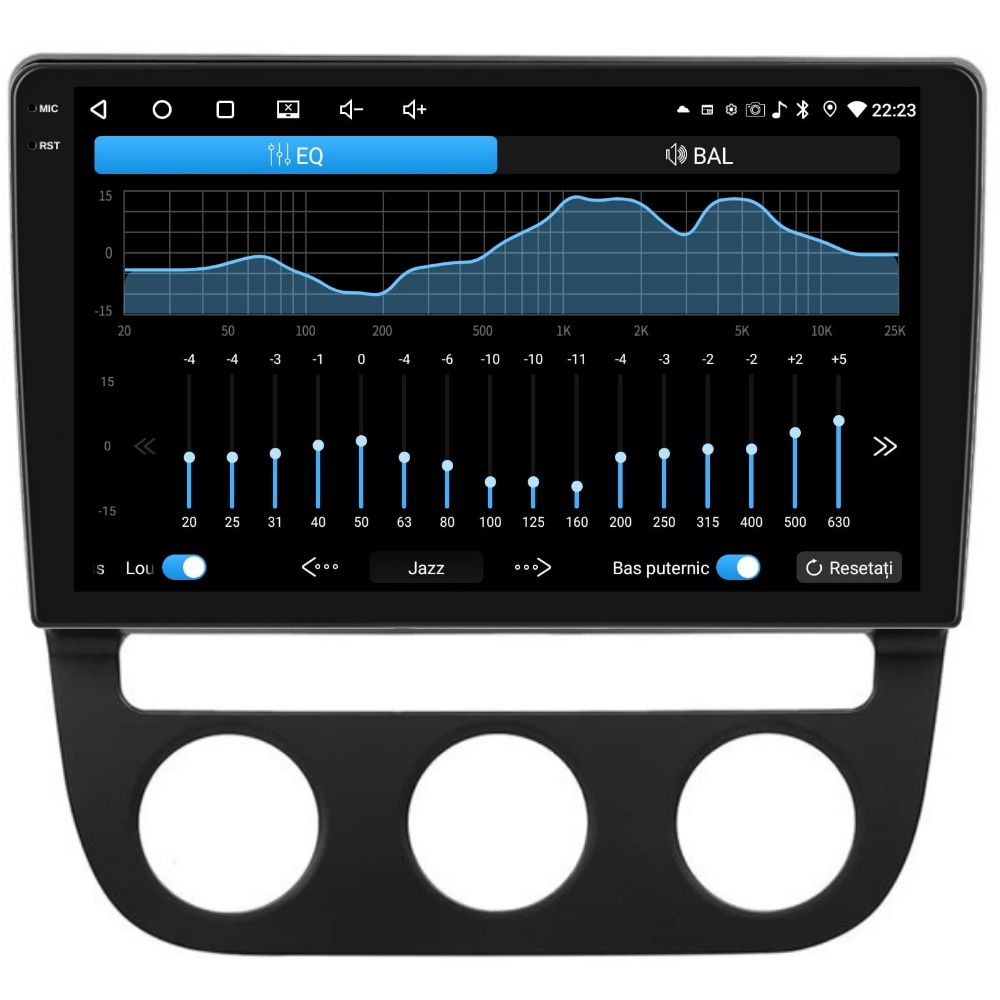 MIC
22:23
RST
EQ
BAL
15
0
-15
20 50 100 200 500 1K 2K 5K 10K 25K
-4 -4 -3 -1 0 -4 -6 -10 -10 -11 -4 -3 -2 -2 +2 +5
15
0
-15
20 25 31 40 50 63 80 100 125 160 200 250 315 400 500 630
s Lou Jazz Bas puternic Resetați